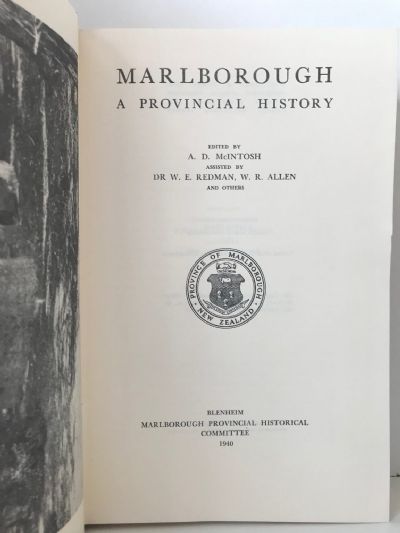 MARLBOROUGH
A PROVINCIAL HISTORY
EDITED BY
A. D. McINTOSH
ASSISTED BY
DR W. E. REDMAN, W. R. ALLEN
AND OTHERS
PROVINCE OF MARLBOROUGH
NEW ZEALAND
BLENHEIM
MARLBOROUGH PROVINCIAL HISTORICAL
COMMITTEE
1940